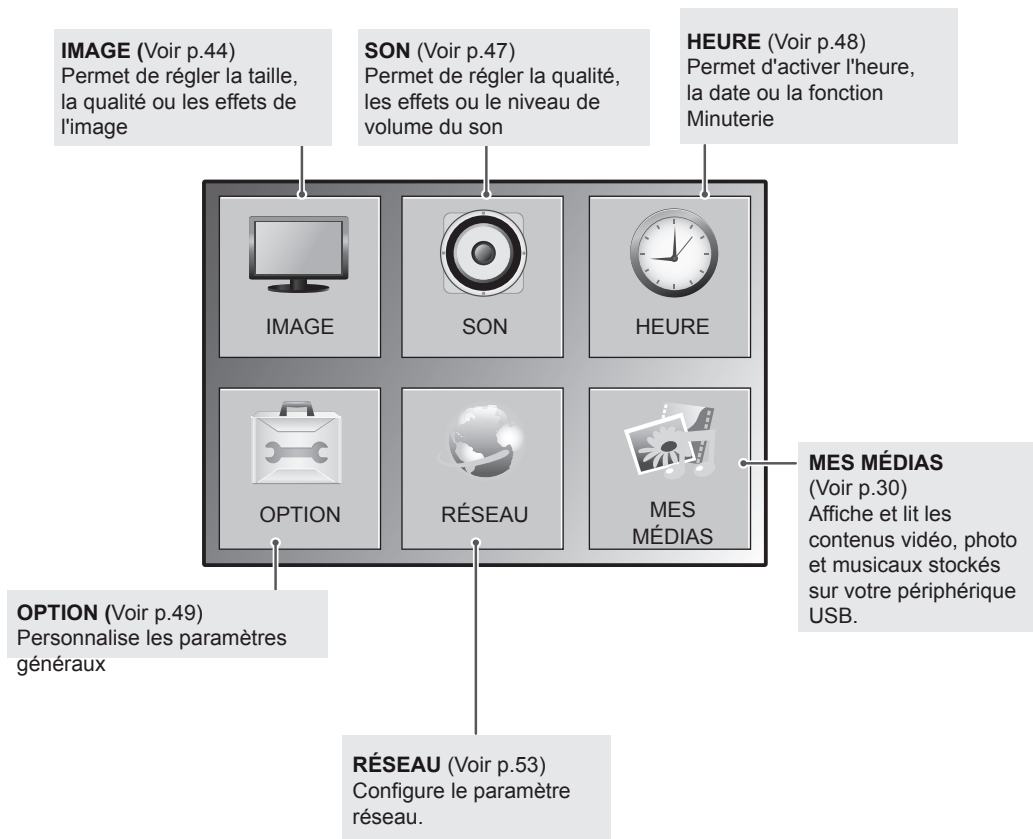 IMAGE (Voir p.44)
Permet de régler la taille,
la qualité ou les effets de
l'image
SON (Voir p.47)
Permet de régler la qualité,
les effets ou le niveau de
volume du son
HEURE (Voir p.48)
Permet d'activer l'heure,
la date ou la fonction
Minuterie
IMAGE
SON
HEURE
OPTION
RÉSEAU
MES
MÉDIAS
MES MÉDIAS
(Voir p.30)
Affiche et lit les
contenus vidéo, photo
et musicaux stockés
sur votre périphérique
USB.
OPTION (Voir p.49)
Personnalise les paramètres
généraux
RÉSEAU (Voir p.53)
Configure le paramètre
réseau.